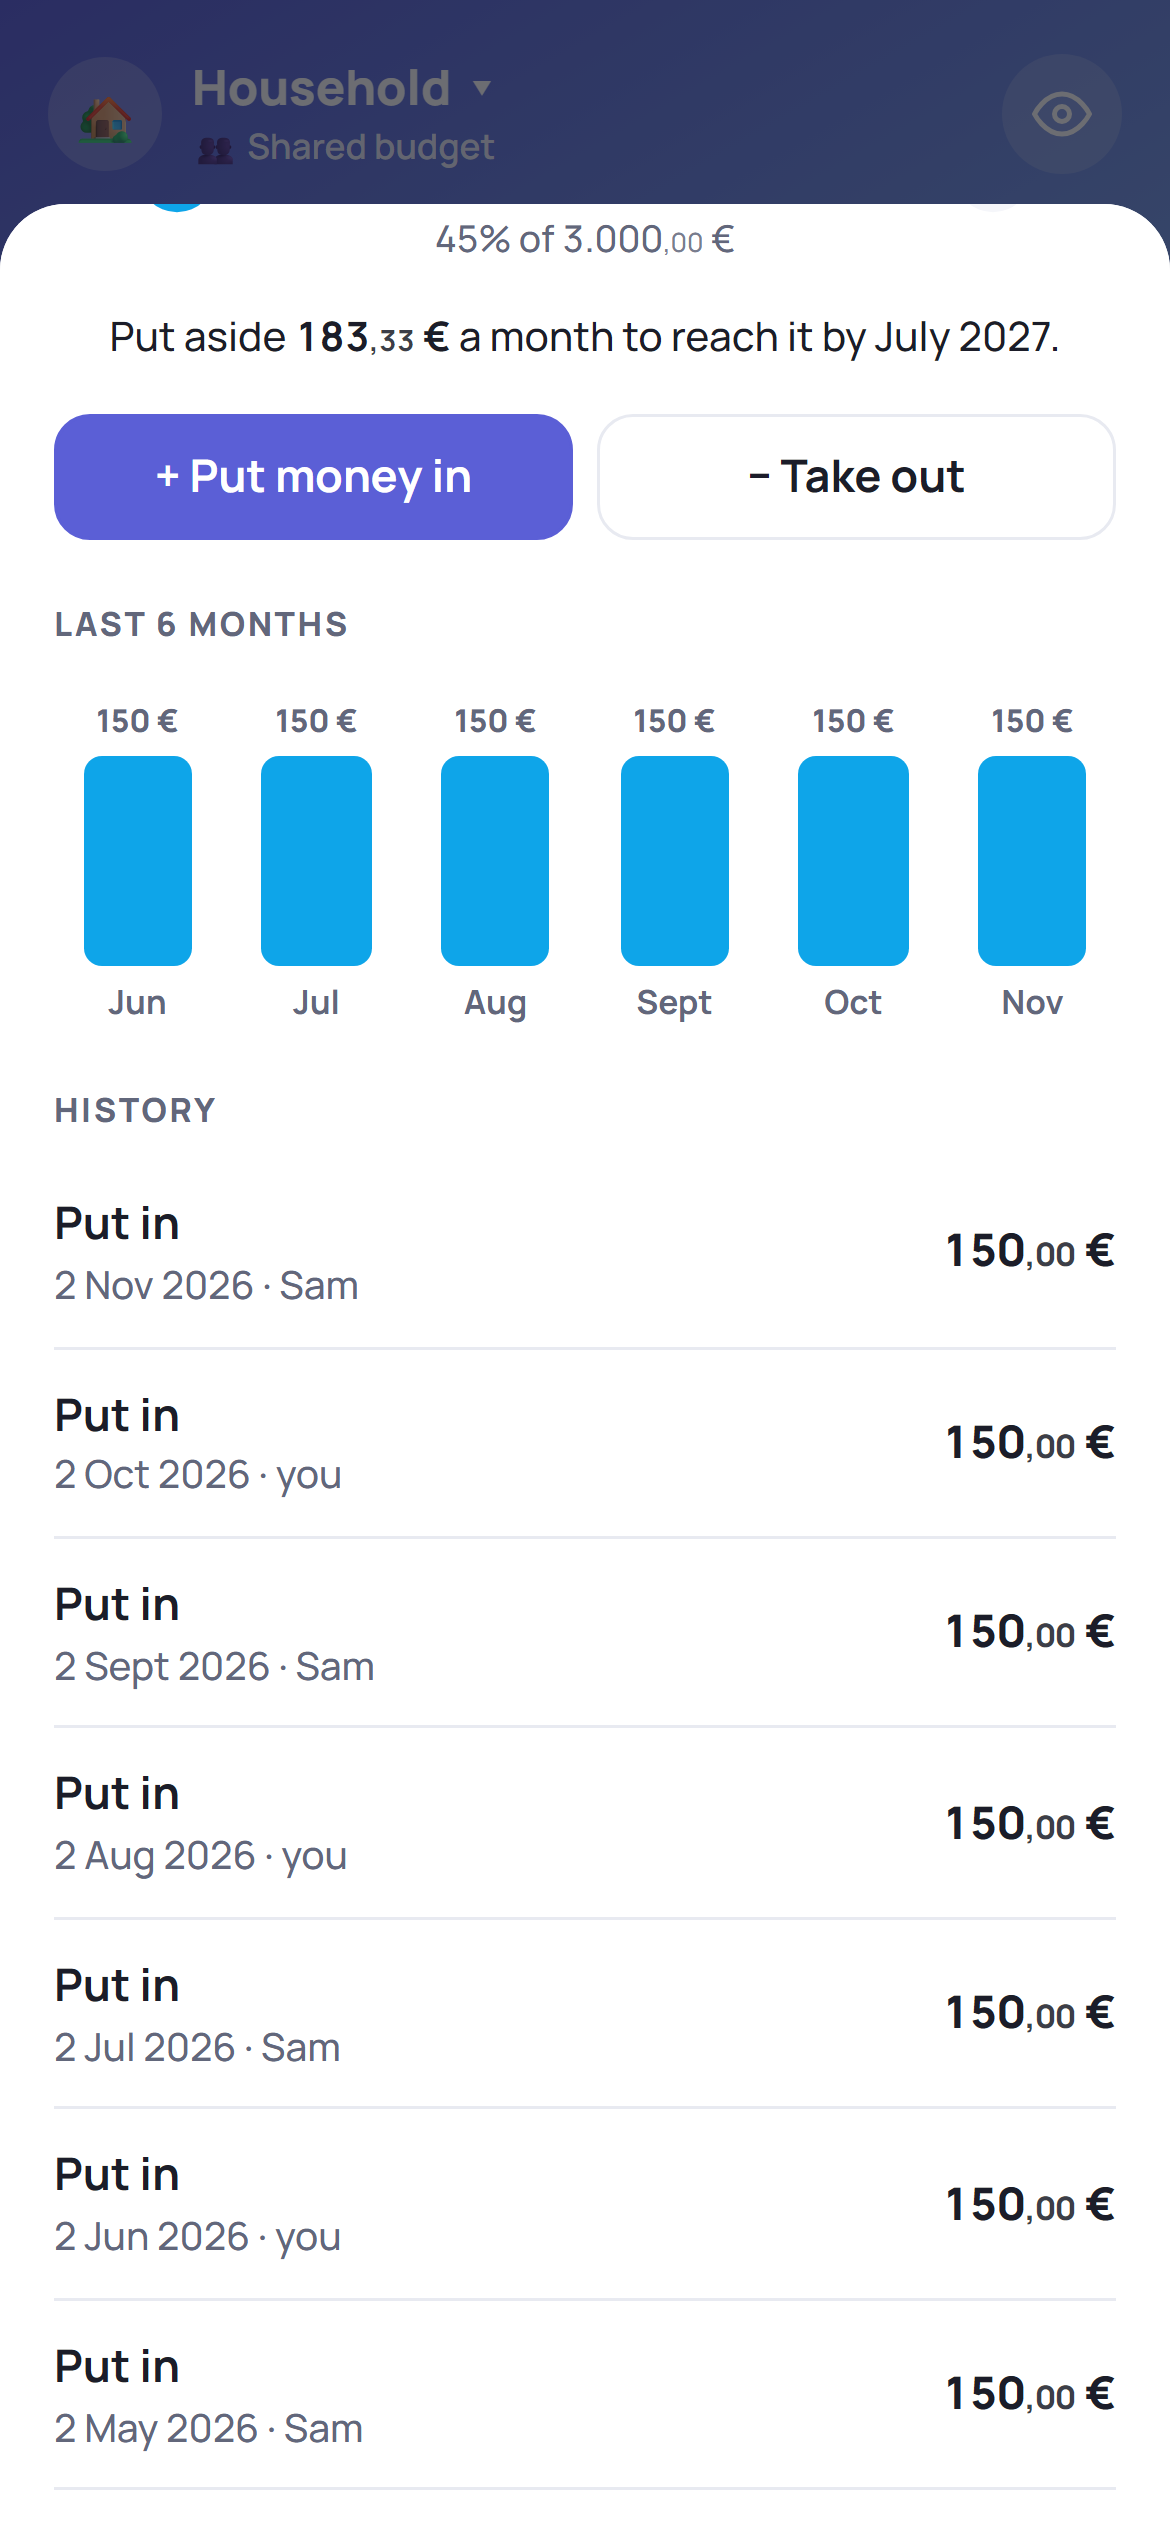 Household ▼
Shared budget
45% of 3.000,00 €
Put aside 183,33 € a month to reach it by July 2027.
+ Put money in
− Take out
LAST 6 MONTHS
150 € 150 € 150 € 150 € 150 € 150 €
Jun Jul Aug Sept Oct Nov
HISTORY
Put in
150,00 €
2 Nov 2026 · Sam
Put in
150,00 €
2 Oct 2026 · you
Put in
150,00 €
2 Sept 2026 · Sam
Put in
150,00 €
2 Aug 2026 · you
Put in
150,00 €
2 Jul 2026 · Sam
Put in
150,00 €
2 Jun 2026 · you
Put in
150,00 €
2 May 2026 · Sam